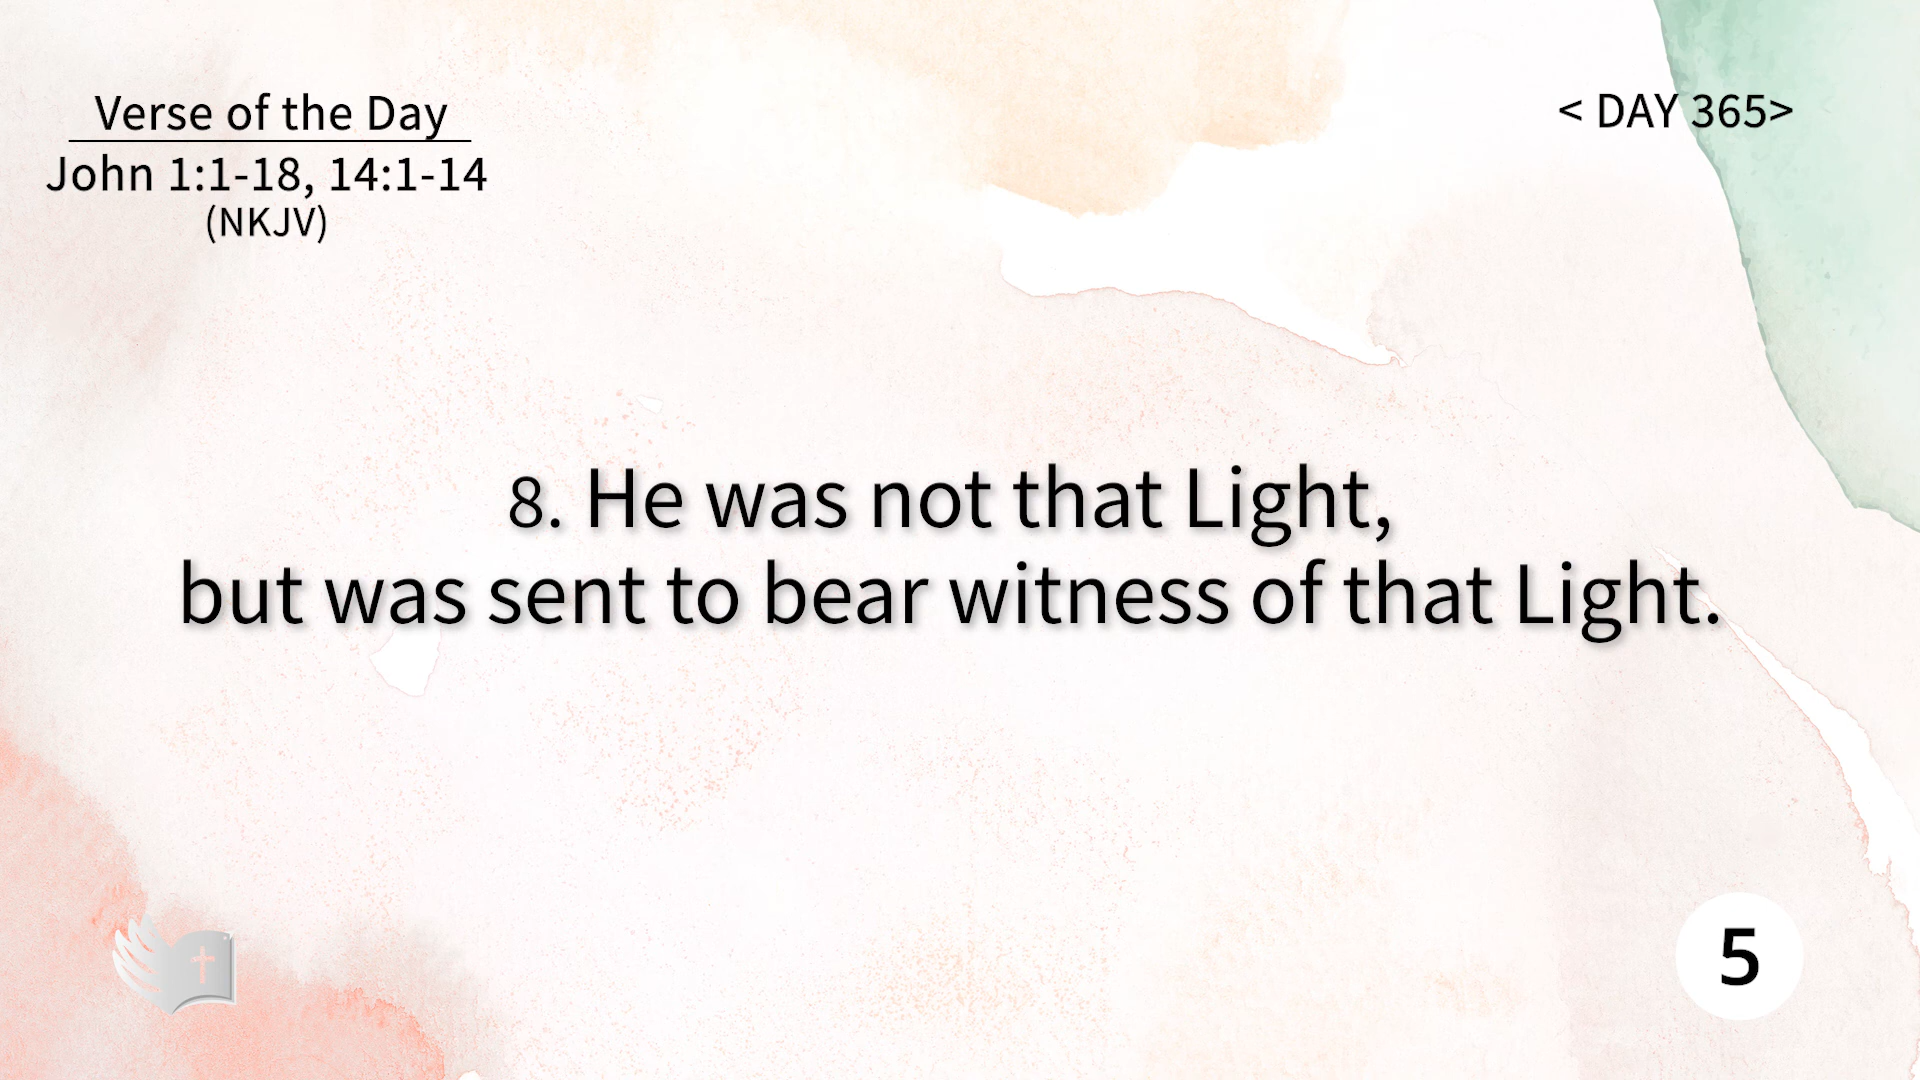 Verse of the Day
John 1:1-18, 14:1-14
(NKJV)
< DAY 365>
8. He was not that Light,
but was sent to bear witness of that Light.
5